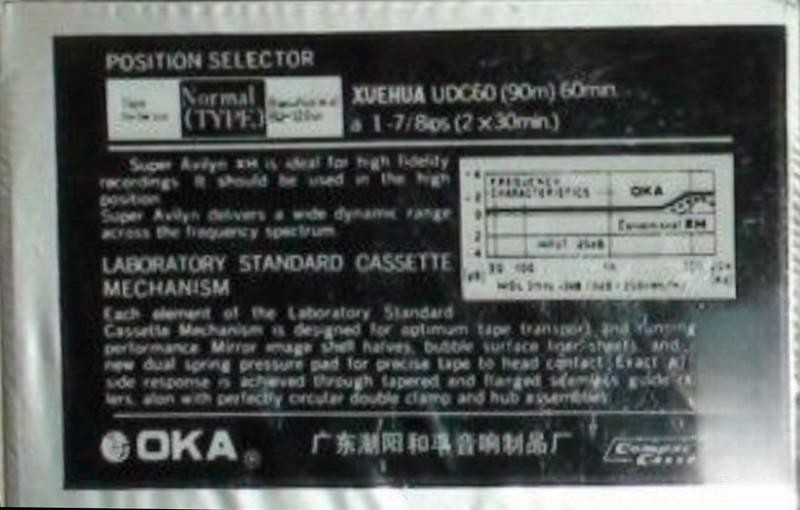 POSITION SELECTOR
Normal
(TYPE)
XUEHUA UDC60 (90m) 60min.
a 1-7/8ips (2 x 30min.)
Super Avilyn XH is ideal for high fidelity
recordings. It should be used in the high
position
Super Avilyn delivers a wide dynamic range
across the frequency spectrum.
FREQUENCY
CHARACTERISTICS
OKA
Conventional XH
INPUT
LABORATORY STANDARD CASSETTE
MECHANISM
Each element of the Laboratory Standard
Cassette Mechanism is designed for optimum tape transport and running
performance Mirror image shell halves, bubble surface liner sheets, and
new dual spring pressure pad for precise tape to head contact. Exact
side response is achieved through tapered and flanged seamless guide
lers, alon with perfectly circular double clamp and hub assemblies
OKA ®
广东潮阳和平音响制品厂
Compac
Casse